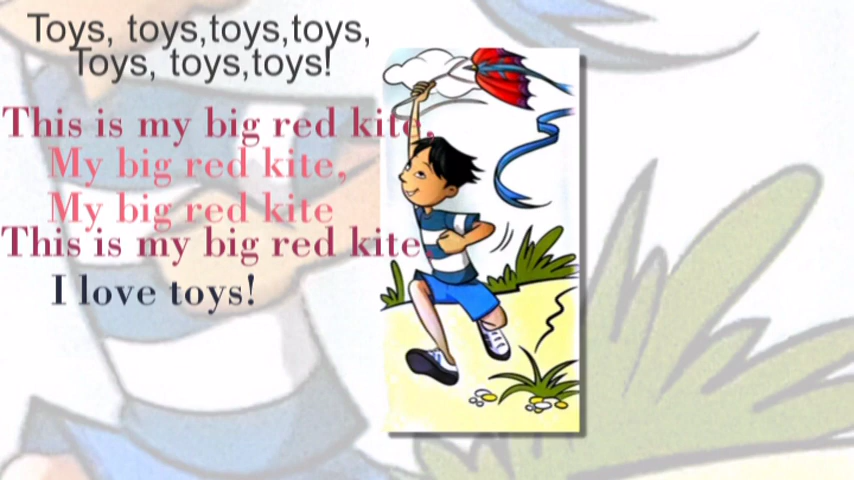 Toys, toys,toys,toys,
Toys, toys,toys!
This is my big red kite,
My big red kite,
My big red kite
This is my big red kite.
I love toys!